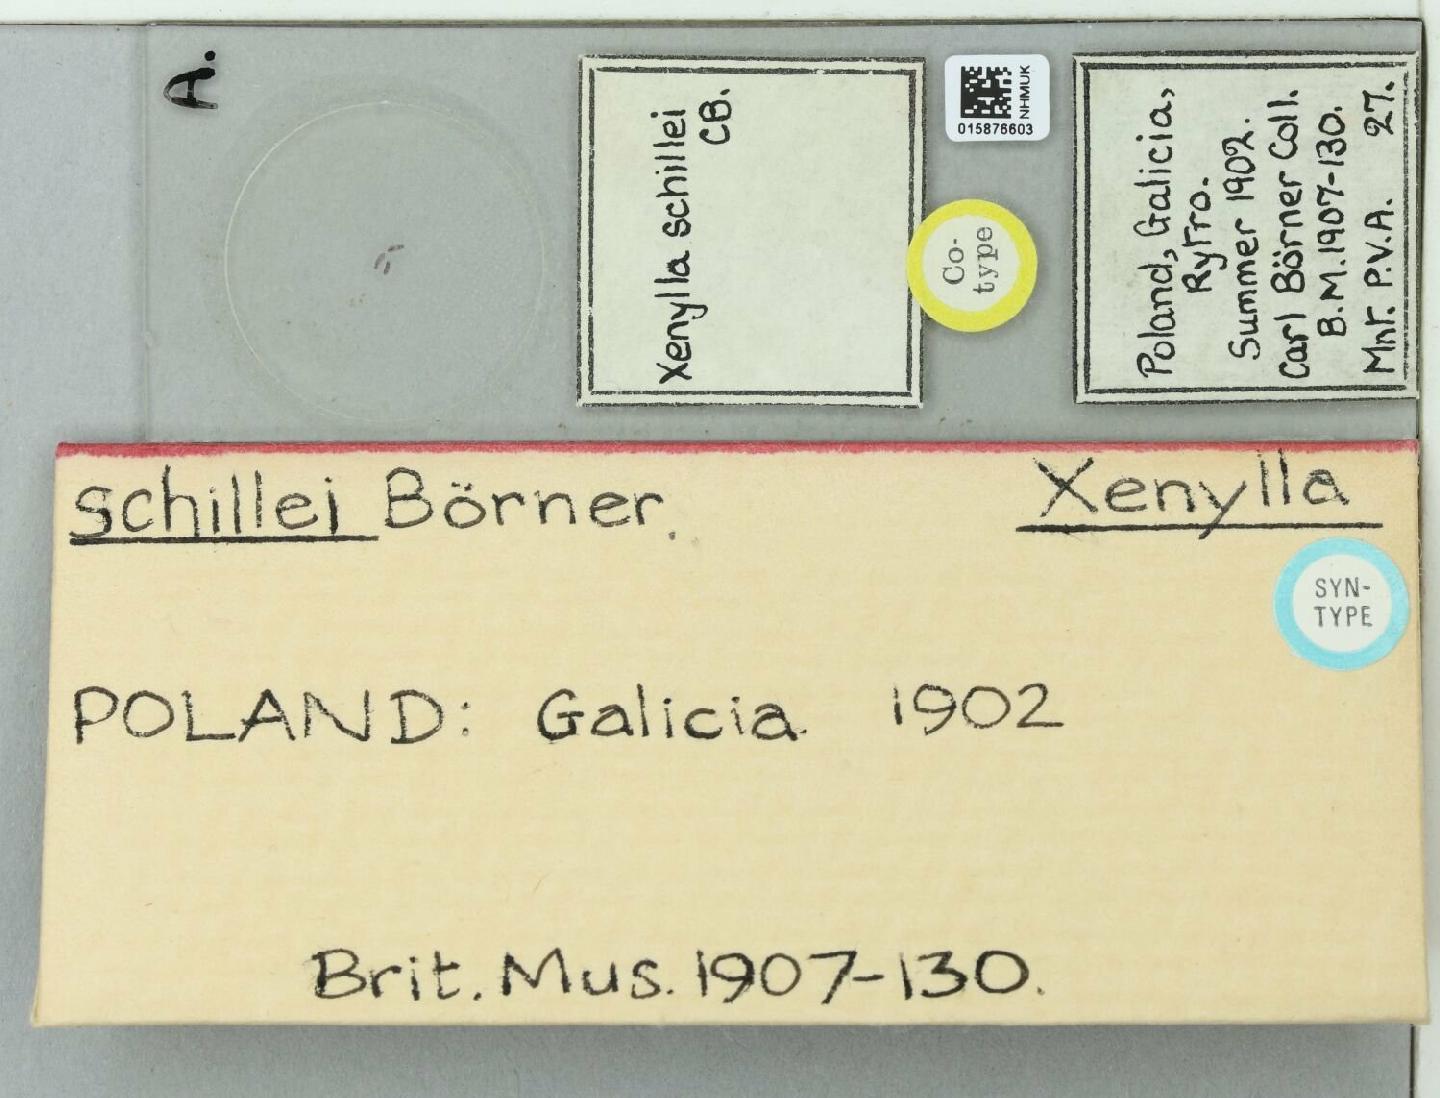 A.
Xenylla schillei
CB.
NHMUK
015876603
Co-
type
Poland, Galicia,
Rytro.
Summer 1902.
Carl Börner Coll.
B.M.1907-130.
Mnt. P.V.A. 27.
schillei Börner.
Xenylla
SYN-
TYPE
POLAND: Galicia 1902
Brit. Mus. 1907-130.